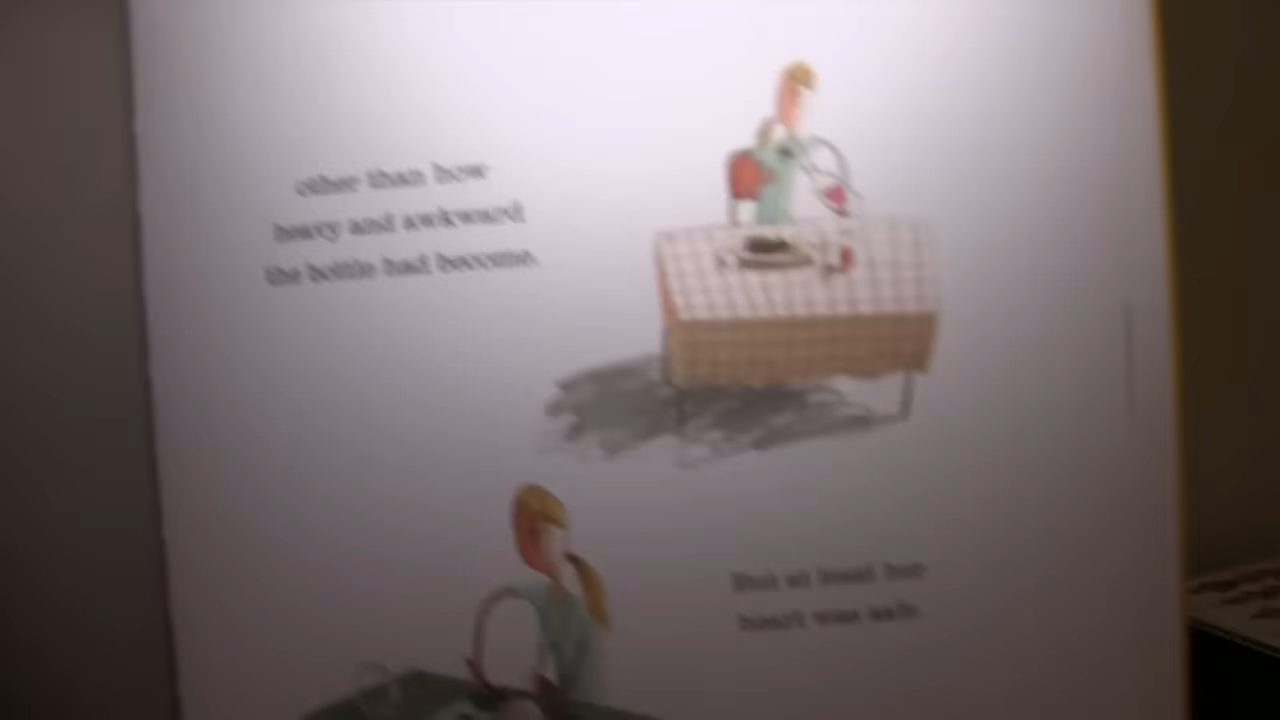 other than how
heavy and awkward
the bottle had become.
But at least her
heart was safe.